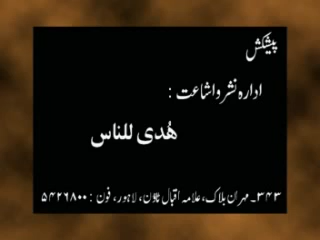 پیشکش
ادارہ نشر و اشاعت :
ھُدی للناس
۳۴۳۔ مہران بلاک، علامہ اقبال ٹاؤن، لاہور، فون : ۵۴۲۶۸۰۰